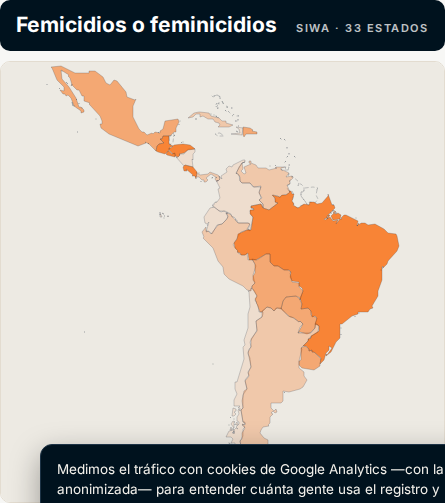 Femicidios o feminicidios
SIWA · 33 ESTADOS
Medimos el tráfico con cookies de Google Analytics —con la
anonimizada— para entender cuánta gente usa el registro y